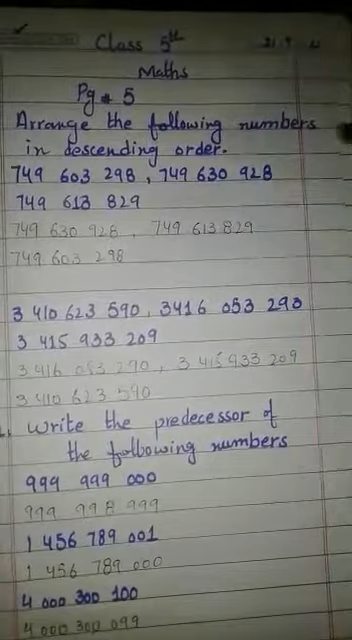 Class 5th
Maths
Pg # 5
Arrange the following numbers
in descending order.
749 603 298, 749 630 928
749 613 829
749 630 928, 749 613 829
749 603 298
3 410 623 590, 3416 053 290
3 415 933 209
3 416 053 290, 3 415 933 209
3 410 623 590
Write the predecessor of
the following numbers
999 999 000
999 998 999
1 456 789 001
1 456 789 000
4 000 300 100
4 000 300 099